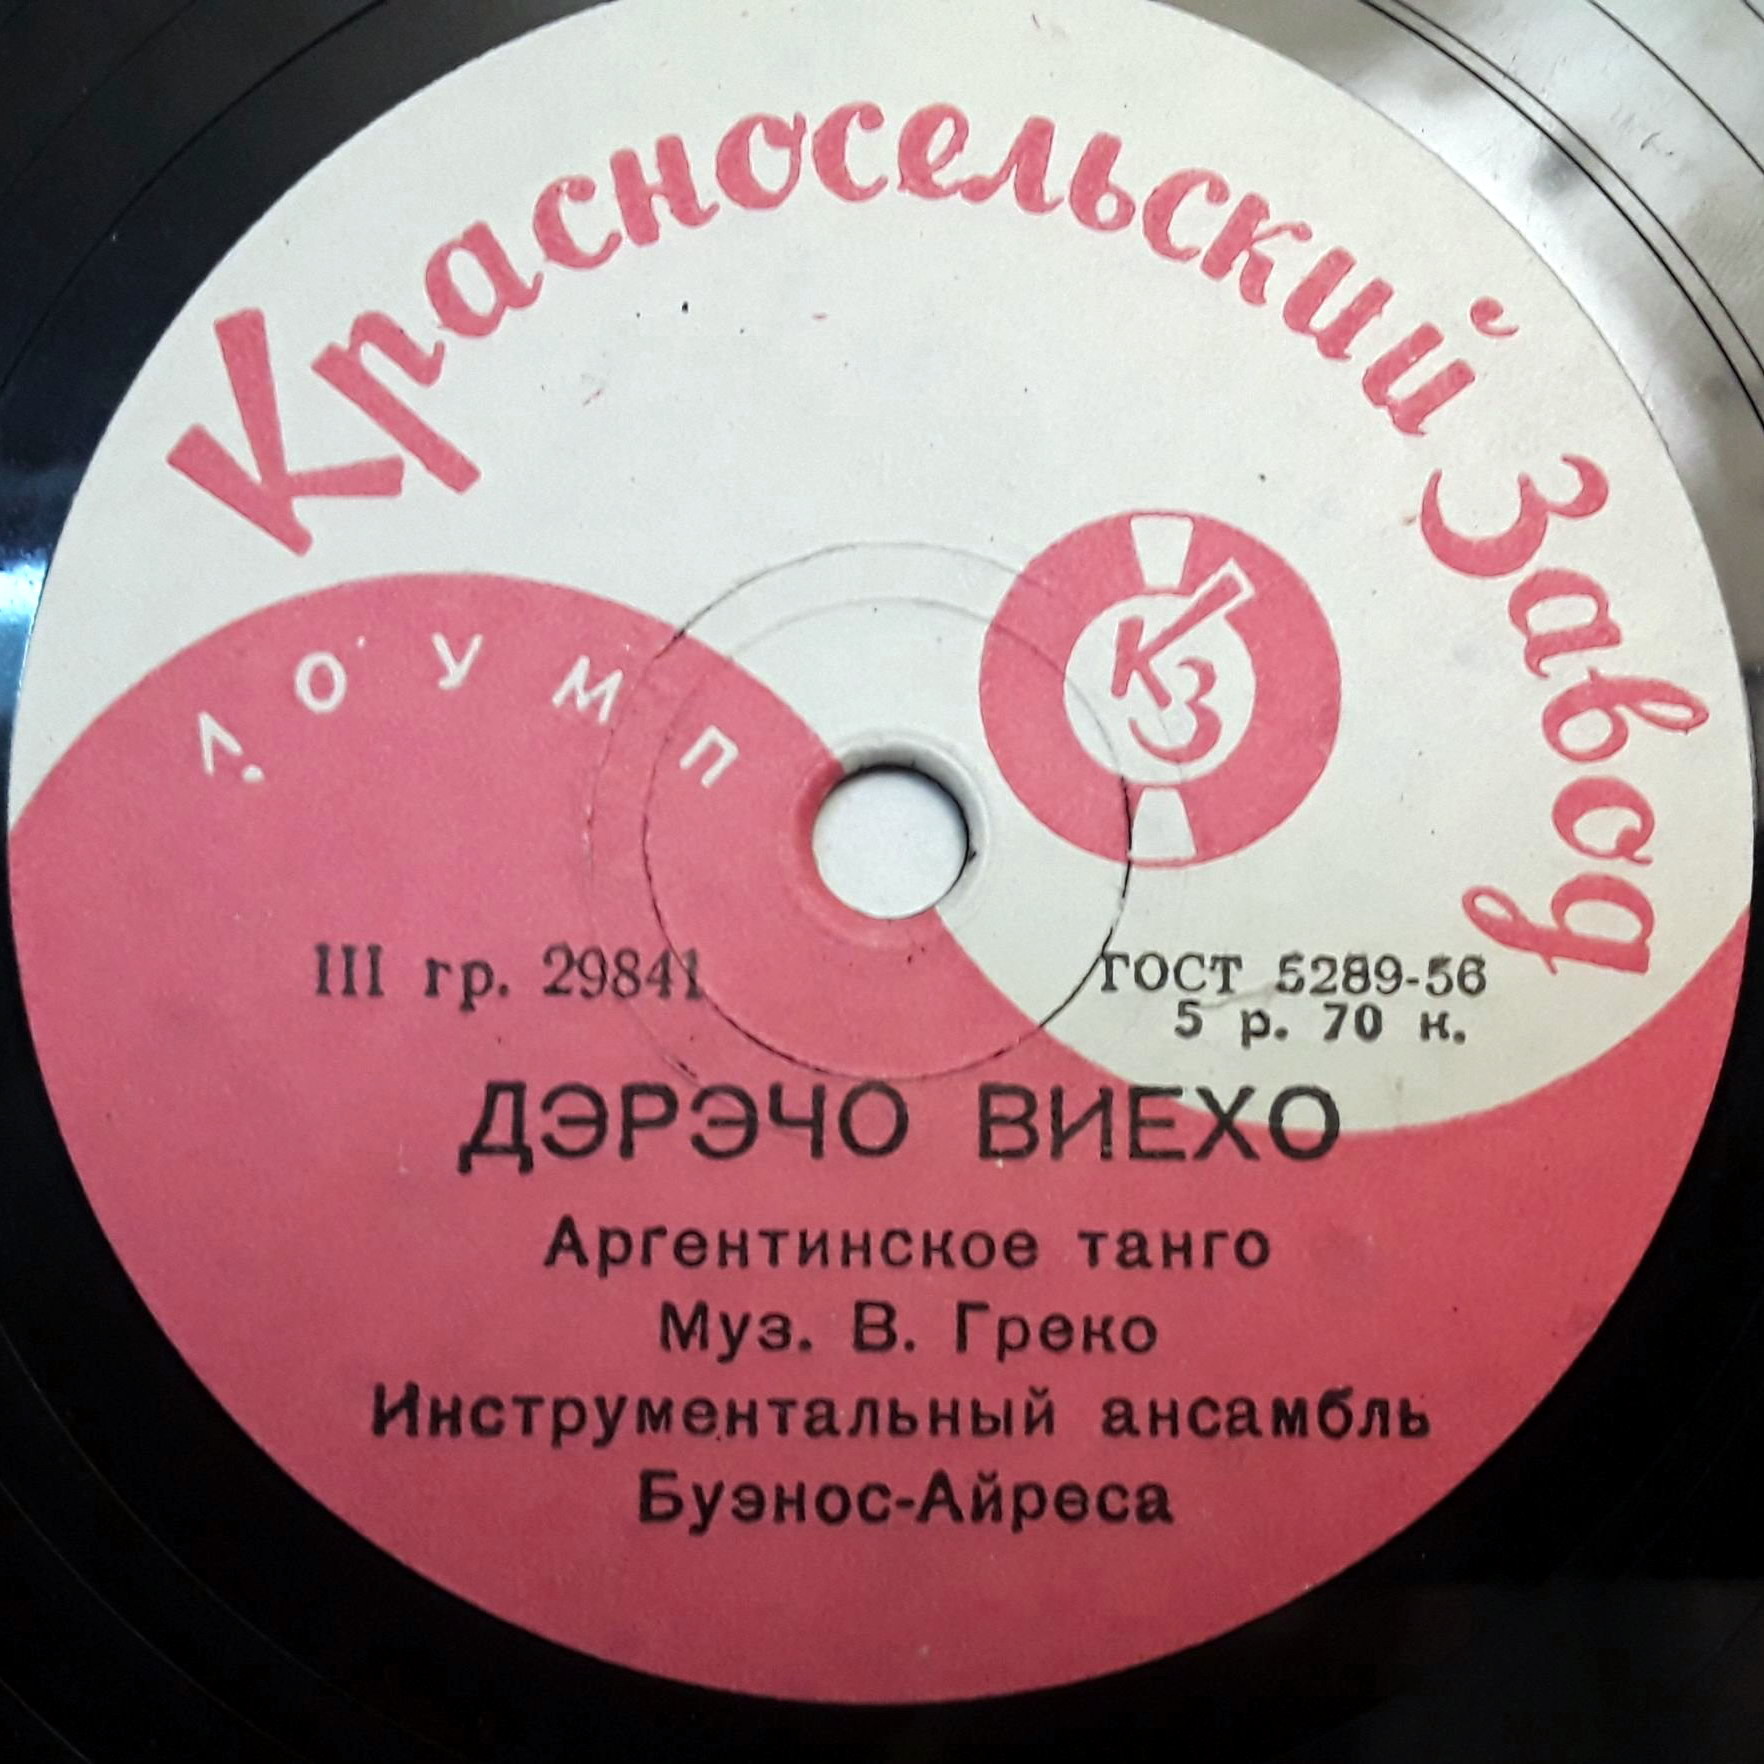 Красносельский Завод
Л.ОУМП
КЗ
III гр. 29841
ГОСТ 5289-56
5 р. 70 к.
ДЭРЭЧО ВИЕХО
Аргентинское танго
Муз. В. Греко
Инструментальный ансамбль
Буэнос-Айреса